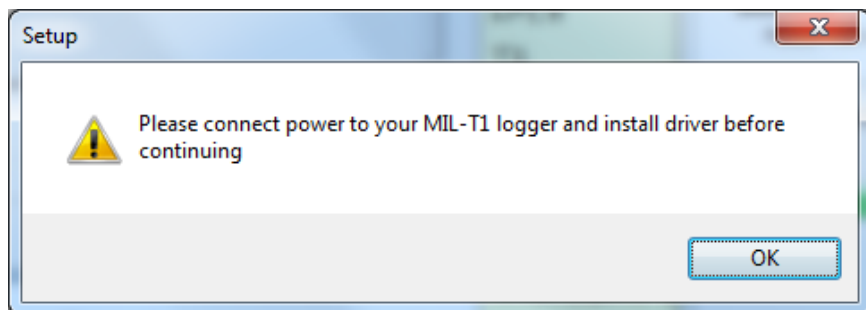 Setup
Please connect power to your MIL-T1 logger and install driver before
continuing
OK